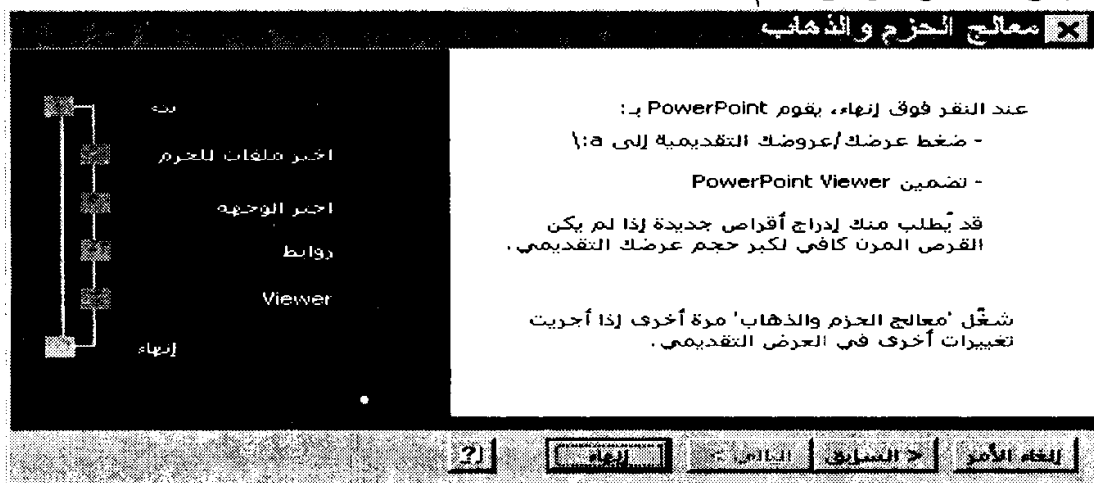 معالج الحزم والذهاب
عند النقر فوق إنهاء، يقوم PowerPoint بـ:
- ضغط عرضك/عروضك التقديمية إلى a:\
- تضمين PowerPoint Viewer
قد يُطلب منك إدراج أقراص جديدة إذا لم يكن
القرص المرن كافي لكبر حجم عرضك التقديمي.
شغّل 'معالج الحزم والذهاب' مرة أخرى إذا أجريت
تغييرات أخرى في العرض التقديمي.
اختر ملفات للحزم
اختر الوجهة
روابط
Viewer
إنهاء
إلغاء الأمر
< السابق
التالي >
إنهاء
[?]